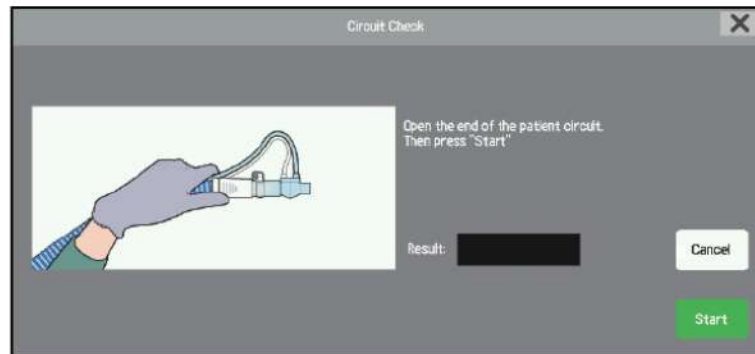 Circuit Check
Open the end of the patient circuit.
Then press "Start"
Result:
Cancel
Start